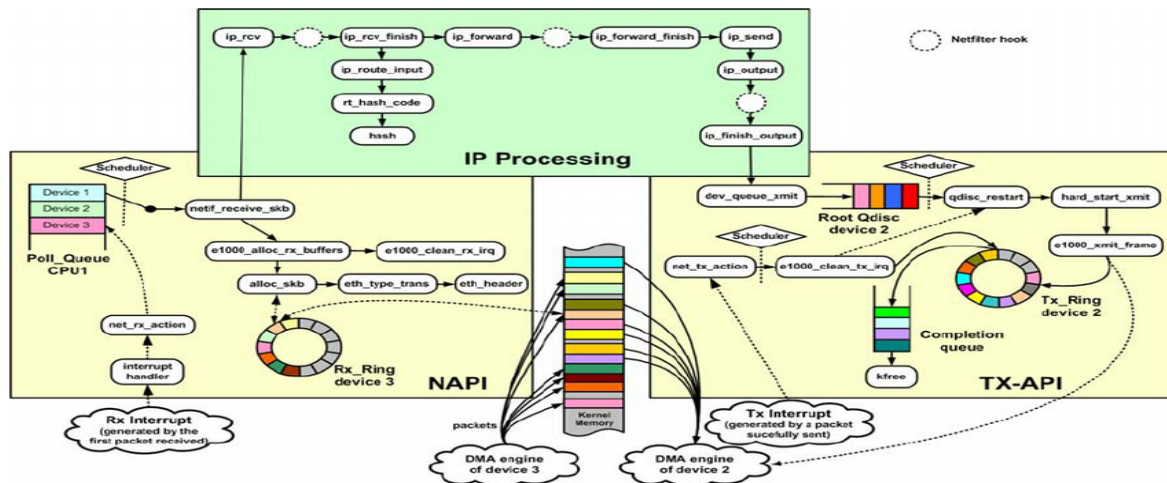 ip_rcv
ip_rcv_finish
ip_forward
ip_forward_finish
ip_send
Netfilter hook
ip_route_input
ip_output
rt_hash_code
hash
ip_finish_output
IP Processing
Scheduler
Device 1
Device 2
Device 3
Poll_Queue
CPU1
netif_receive_skb
e1000_alloc_rx_buffers
e1000_clean_rx_irq
alloc_skb
eth_type_trans
eth_header
net_rx_action
interrupt
handler
Rx_Ring
device 3
NAPI
Rx Interrupt
(generated by the
first packet received)
packets
Kernel
Memory
DMA engine
of device 3
DMA engine
of device 2
Scheduler
dev_queue_xmit
Root Qdisc
device 2
qdisc_restart
hard_start_xmit
Scheduler
net_tx_action
e1000_clean_tx_irq
e1000_xmit_frame
Tx_Ring
device 2
Completion
queue
kfree
TX-API
Tx Interrupt
(generated by a packet
sucefully sent)